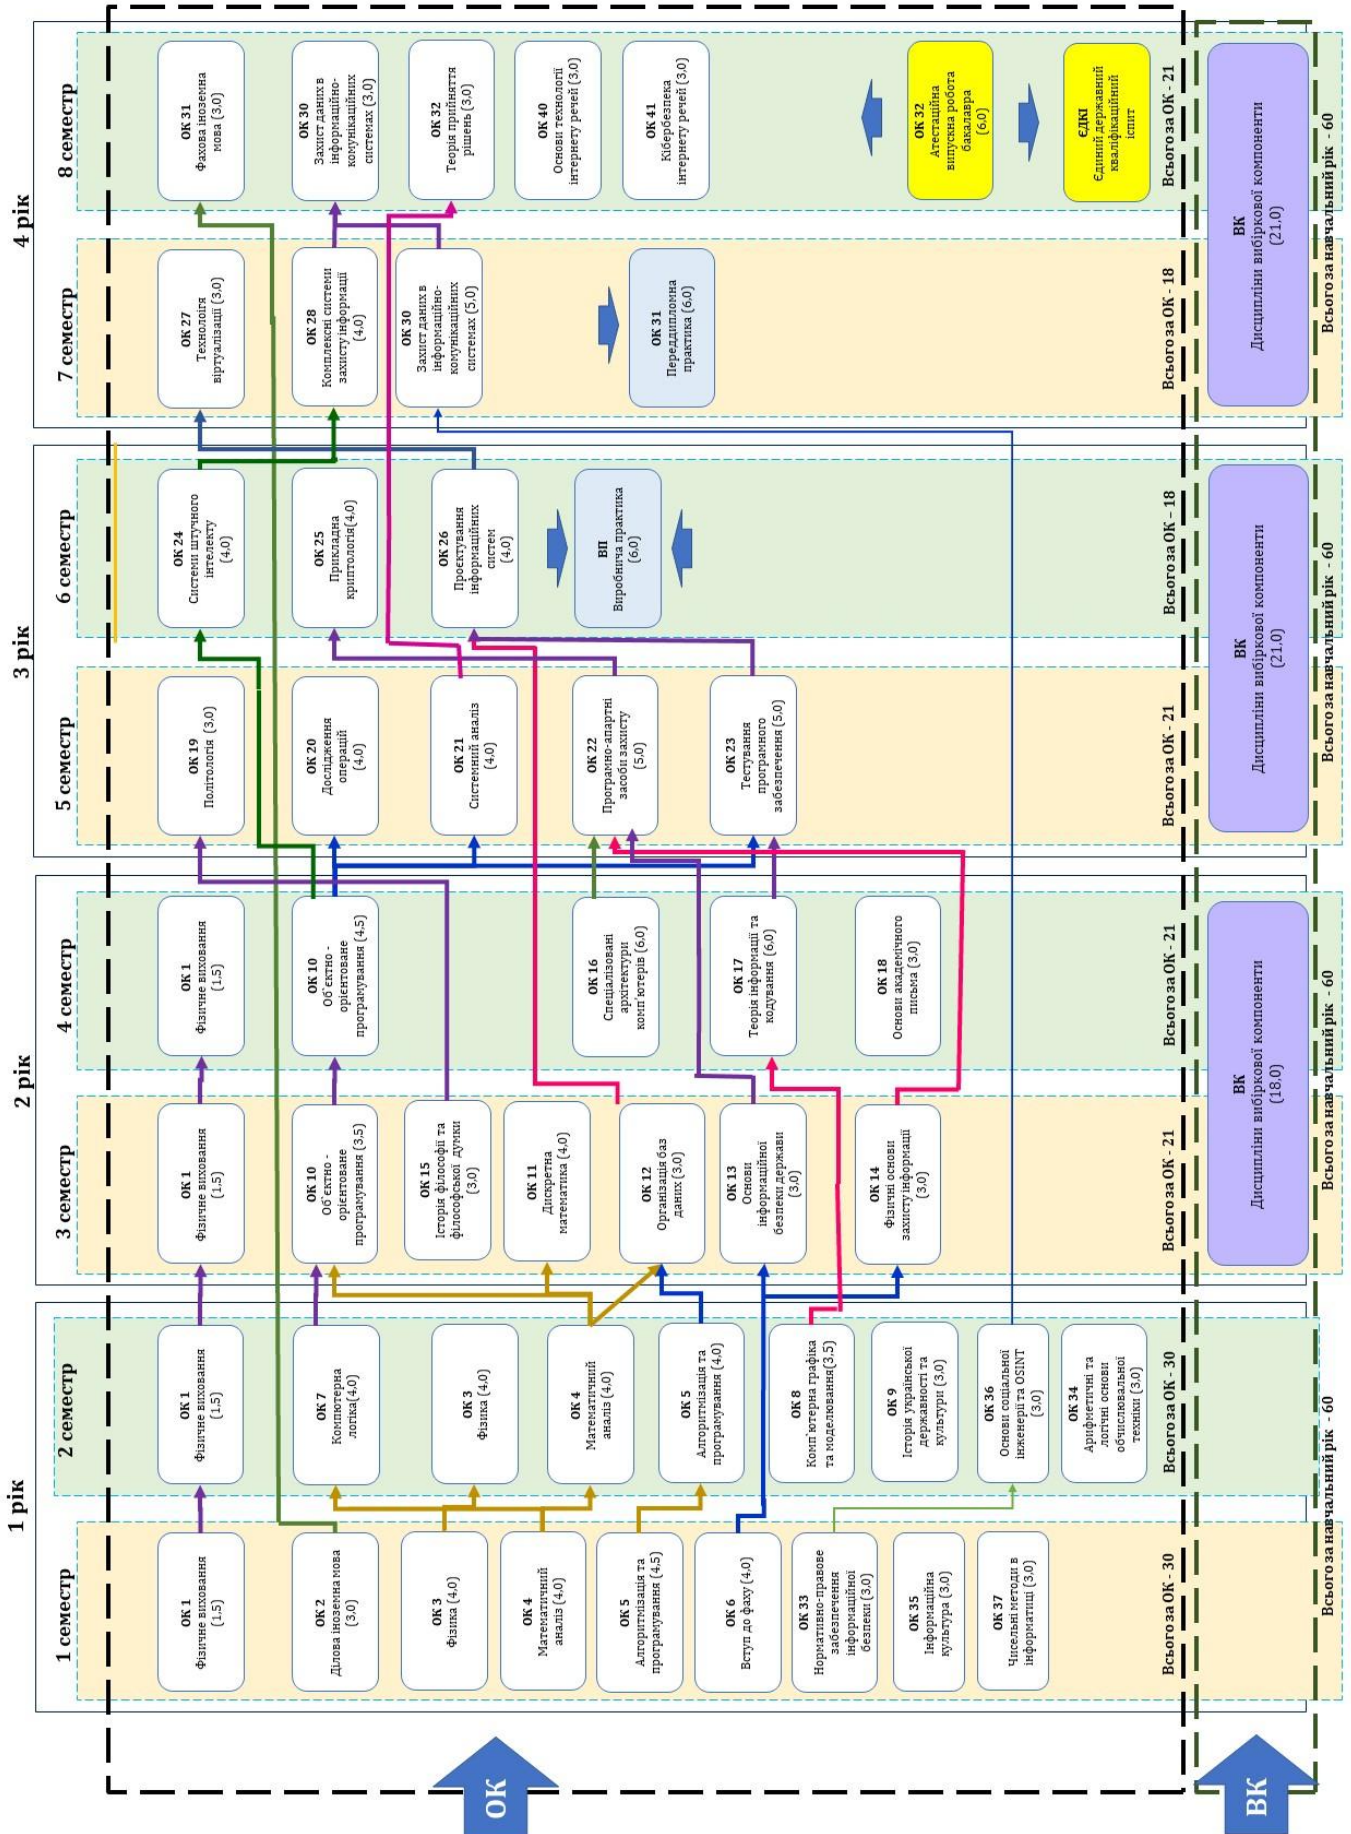 1 рік
1 семестр
ОК 1
Фізичне виховання
(1,5)
ОК 2
Ділова іноземна мова
(3,0)
ОК 3
Фізика (4,0)
ОК 4
Математичний
аналіз (4,0)
ОК 5
Алгоритмізація та
програмування (4,5)
ОК 6
Вступ до фаху (4,0)
ОК 33
Нормативно-правове
забезпечення
інформаційної
безпеки (3,0)
ОК 35
Інформаційна
культура (3,0)
ОК 37
Чисельні методи в
інформатиці (3,0)
Всього за ОК - 30
2 семестр
ОК 1
Фізичне виховання
(1,5)
ОК 7
Компютерна
логіка(4,0)
ОК 3
Фізика (4,0)
ОК 4
Математичний
аналіз (4,0)
ОК 5
Алгоритмізація та
програмування (4,0)
ОК 8
Комп'ютерна графіка
та моделювання(3,5)
ОК 9
Історія української
державності та
культури (3,0)
ОК 36
Основи соціальної
інженерії та OSINT
(3,0)
ОК 34
Арифметичні та
логічні основи
обчислювальної
техніки (3,0)
Всього за ОК - 30
Всього за навчальний рік - 60
2 рік
3 семестр
ОК 1
Фізичне виховання
(1,5)
ОК 10
Об'єктно -
орієнтоване
програмування (3,5)
ОК 15
Історія філософії та
філософської думки
(3,0)
ОК 11
Дискретна
математика (4,0)
ОК 12
Організація баз
даних (3,0)
ОК 13
Основи
інформаційної
безпеки держави
(3,0)
ОК 14
Фізичні основи
захисту інформації
(3,0)
Всього за ОК - 21
4 семестр
ОК 1
Фізичне виховання
(1,5)
ОК 10
Об'єктно -
орієнтоване
програмування (4,5)
ОК 16
Спеціалізовані
архітектури
комп'ютерів (6,0)
ОК 17
Теорія інформації та
кодування (6,0)
ОК 18
Основи академічного
письма (3,0)
Всього за ОК - 21
ВК
Дисципліни вибіркової компоненти
(18,0)
Всього за навчальний рік - 60
3 рік
5 семестр
ОК 19
Політологія (3,0)
ОК 20
Дослідження
операцій
(4,0)
ОК 21
Системний аналіз
(4,0)
ОК 22
Програмно-апартні
засоби захисту
(5,0)
ОК 23
Тестування
програмного
забезпечення (5,0)
Всього за ОК - 21
6 семестр
ОК 24
Системи штучного
інтелекту
(4,0)
ОК 25
Прикладна
криптологія(4,0)
ОК 26
Проєктування
інформаційних
систем
(4,0)
ВП
Виробнича практика
(6,0)
Всього за ОК – 18
ВК
Дисципліни вибіркової компоненти
(21,0)
Всього за навчальний рік - 60
4 рік
7 семестр
ОК 27
Технологія
віртуалізації (3,0)
ОК 28
Комплексні системи
захисту інформації
(4,0)
ОК 30
Захист даних в
інформаційно-
комунікаційних
системах (5,0)
ОК 31
Переддипломна
практика (6,0)
Всього за ОК - 18
8 семестр
ОК 31
Фахова іноземна
мова (3,0)
ОК 30
Захист даних в
інформаційно-
комунікаційних
системах (3,0)
ОК 32
Теорія прийняття
рішень (3,0)
ОК 40
Основи технології
інтернету речей (3,0)
ОК 41
Кібербезпека
інтернету речей (3,0)
ОК 32
Атестаційна
випускна робота
бакалавра
(6,0)
ЄДКІ
Єдиний державний
кваліфікаційний
іспит
Всього за ОК - 21
ВК
Дисципліни вибіркової компоненти
(21,0)
Всього за навчальний рік - 60
ОК
ВК